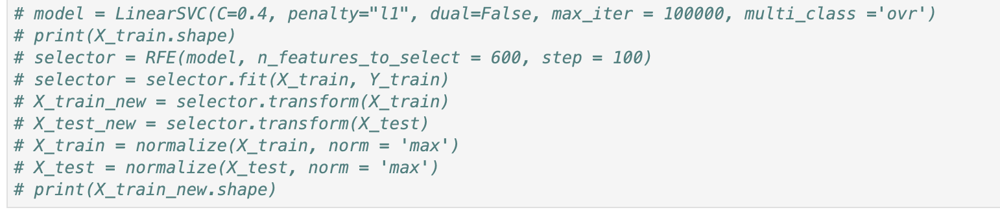 # model = LinearSVC(C=0.4, penalty="l1", dual=False, max_iter = 100000, multi_class ='ovr')
# print(X_train.shape)
# selector = RFE(model, n_features_to_select = 600, step = 100)
# selector = selector.fit(X_train, Y_train)
# X_train_new = selector.transform(X_train)
# X_test_new = selector.transform(X_test)
# X_train = normalize(X_train, norm = 'max')
# X_test = normalize(X_test, norm = 'max')
# print(X_train_new.shape)